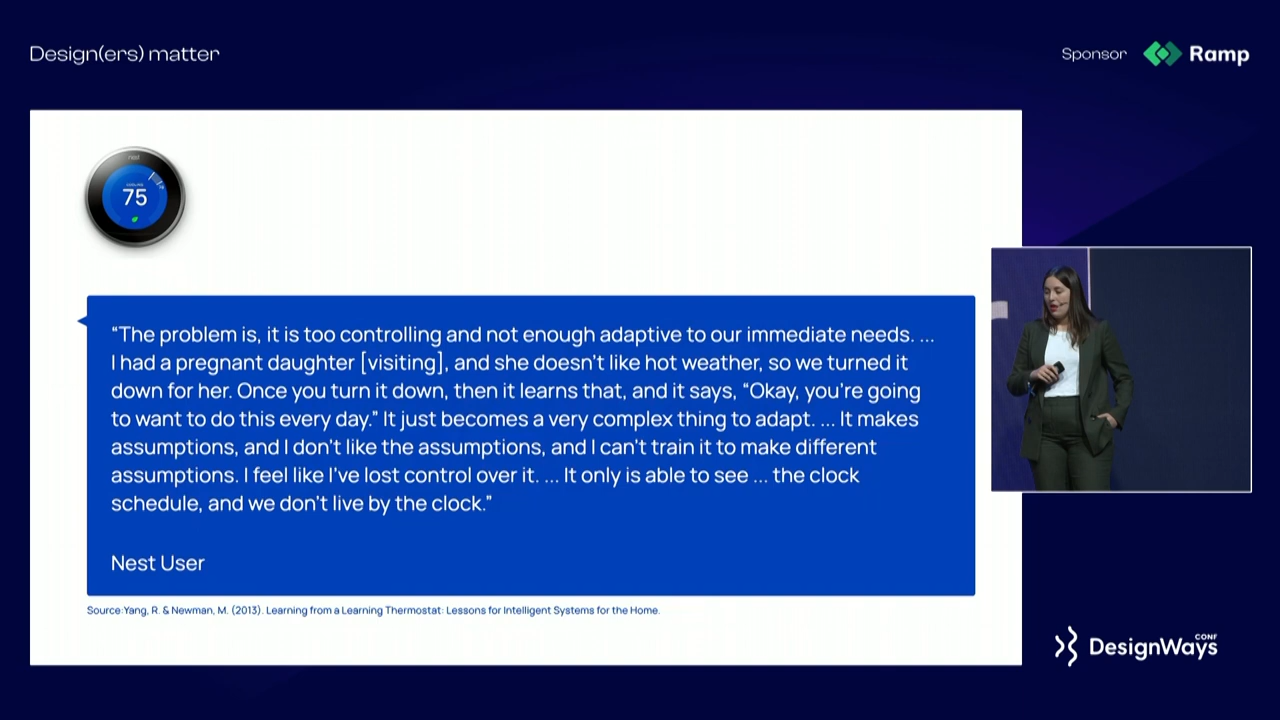 Design(ers) matter
Sponsor Ramp
nest
75
“The problem is, it is too controlling and not enough adaptive to our immediate needs. ...
I had a pregnant daughter [visiting], and she doesn’t like hot weather, so we turned it
down for her. Once you turn it down, then it learns that, and it says, “Okay, you’re going
to want to do this every day.” It just becomes a very complex thing to adapt. ... It makes
assumptions, and I don’t like the assumptions, and I can’t train it to make different
assumptions. I feel like I’ve lost control over it. ... It only is able to see ... the clock
schedule, and we don’t live by the clock.”
Nest User
Source:Yang, R. & Newman, M. (2013). Learning from a Learning Thermostat: Lessons for Intelligent Systems for the Home.
DesignWays CONF